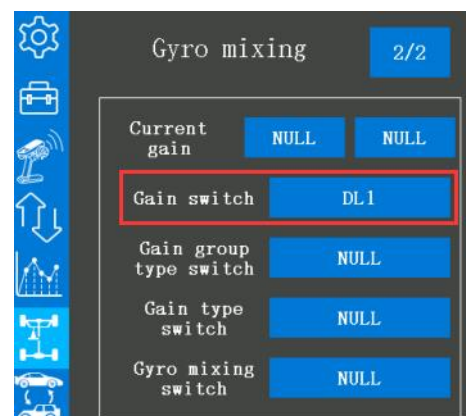 Gyro mixing 2/2
Current
gain NULL NULL
Gain switch DL1
Gain group
type switch NULL
Gain type
switch NULL
Gyro mixing
switch NULL